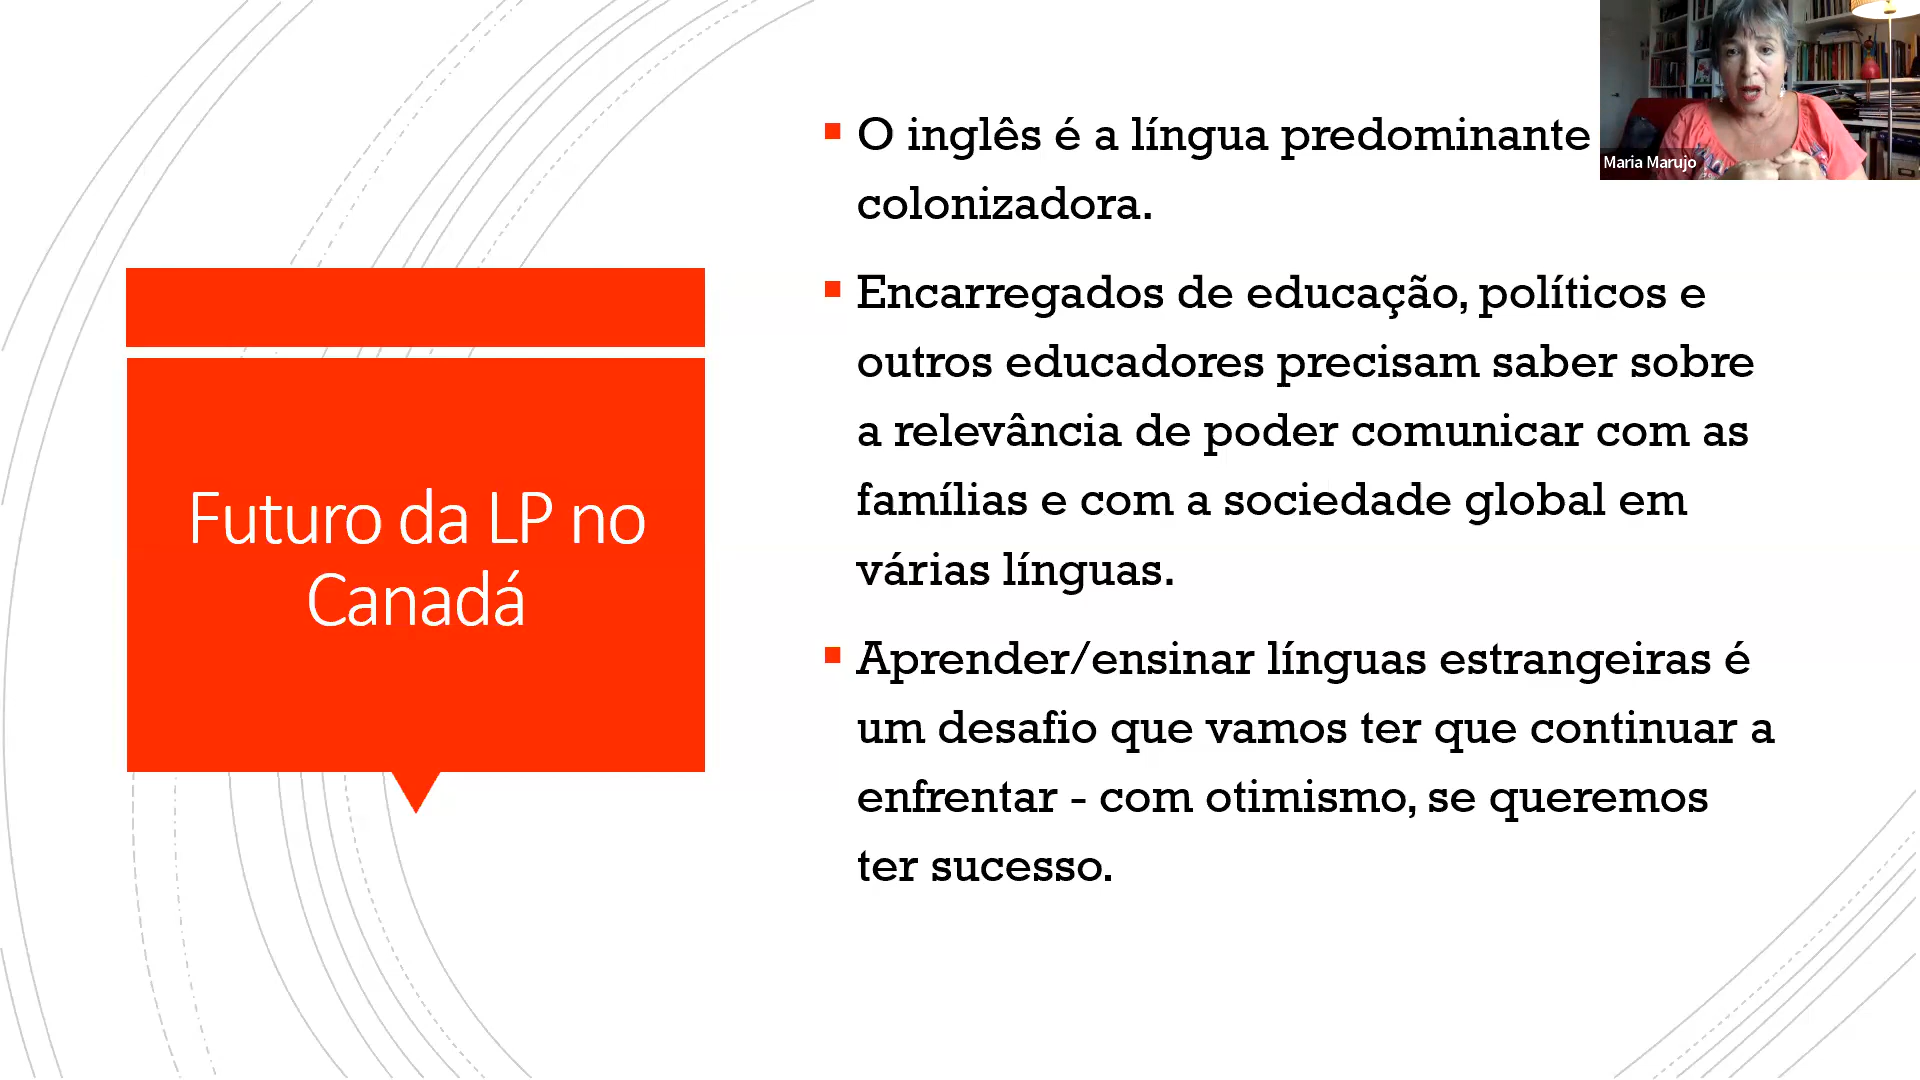 Futuro da LP no
Canadá
O inglês é a língua predominante
colonizadora.
Encarregados de educação, políticos e
outros educadores precisam saber sobre
a relevância de poder comunicar com as
famílias e com a sociedade global em
várias línguas.
Aprender/ensinar línguas estrangeiras é
um desafio que vamos ter que continuar a
enfrentar - com otimismo, se queremos
ter sucesso.
Maria Marujo